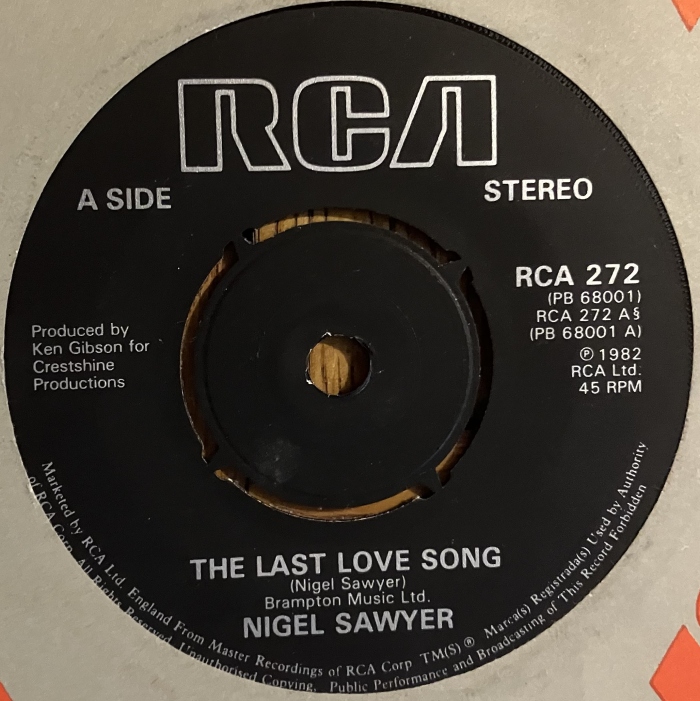 RCA
A SIDE
STEREO
RCA 272
(PB 68001)
RCA 272 A§
(PB 68001 A)
℗ 1982
RCA Ltd.
45 RPM
Produced by
Ken Gibson for
Crestshine
Productions
THE LAST LOVE SONG
(Nigel Sawyer)
Brampton Music Ltd.
NIGEL SAWYER
Marketed by RCA Ltd. England From Master Recordings of RCA Corp TM(S) ® Marca(s) Registrada(s) Used by Authority
of RCA Corp. All Rights Reserved. Unauthorised Copying, Public Performance and Broadcasting of This Record Forbidden